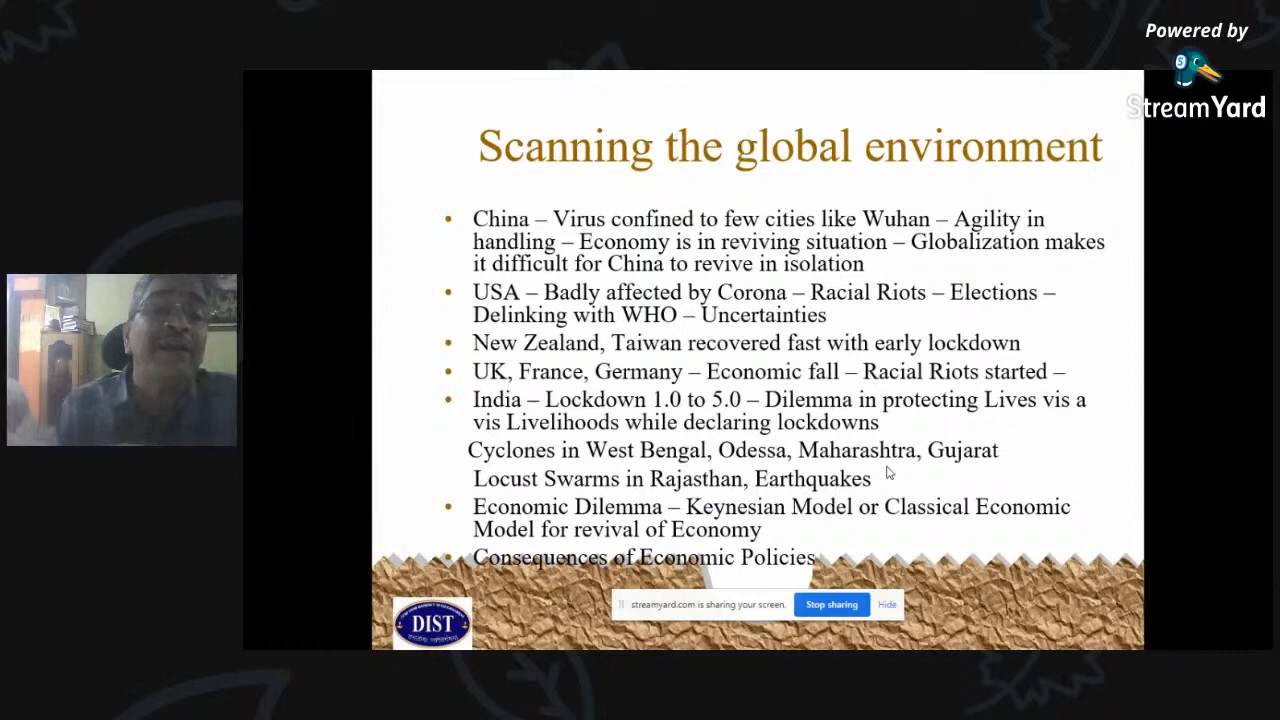 Powered by
S
StreamYard
Scanning the global environment
• China – Virus confined to few cities like Wuhan – Agility in
handling – Economy is in reviving situation – Globalization makes
it difficult for China to revive in isolation
• USA – Badly affected by Corona – Racial Riots – Elections –
Delinking with WHO – Uncertainties
• New Zealand, Taiwan recovered fast with early lockdown
• UK, France, Germany – Economic fall – Racial Riots started –
• India – Lockdown 1.0 to 5.0 – Dilemma in protecting Lives vis a
vis Livelihoods while declaring lockdowns
Cyclones in West Bengal, Odessa, Maharashtra, Gujarat
Locust Swarms in Rajasthan, Earthquakes
• Economic Dilemma – Keynesian Model or Classical Economic
Model for revival of Economy
• Consequences of Economic Policies
streamyard.com is sharing your screen.
Stop sharing
Hide
DIST